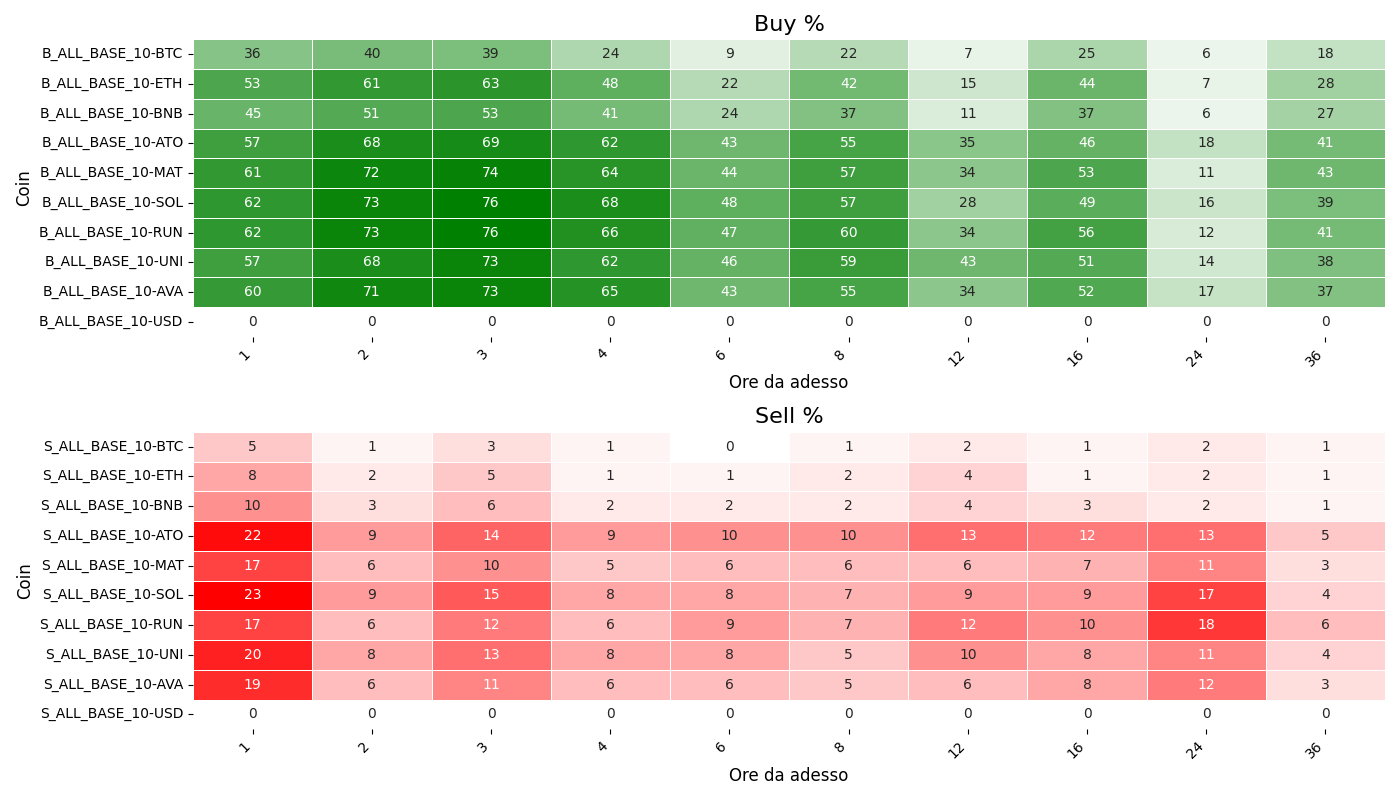 Buy %
Coin
B_ALL_BASE_10-BTC 36 40 39 24 9 22 7 25 6 18
B_ALL_BASE_10-ETH 53 61 63 48 22 42 15 44 7 28
B_ALL_BASE_10-BNB 45 51 53 41 24 37 11 37 6 27
B_ALL_BASE_10-ATO 57 68 69 62 43 55 35 46 18 41
B_ALL_BASE_10-MAT 61 72 74 64 44 57 34 53 11 43
B_ALL_BASE_10-SOL 62 73 76 68 48 57 28 49 16 39
B_ALL_BASE_10-RUN 62 73 76 66 47 60 34 56 12 41
B_ALL_BASE_10-UNI 57 68 73 62 46 59 43 51 14 38
B_ALL_BASE_10-AVA 60 71 73 65 43 55 34 52 17 37
B_ALL_BASE_10-USD 0 0 0 0 0 0 0 0 0 0
1 2 3 4 6 8 12 16 24 36
Ore da adesso
Sell %
Coin
S_ALL_BASE_10-BTC 5 1 3 1 0 1 2 1 2 1
S_ALL_BASE_10-ETH 8 2 5 1 1 2 4 1 2 1
S_ALL_BASE_10-BNB 10 3 6 2 2 2 4 3 2 1
S_ALL_BASE_10-ATO 22 9 14 9 10 10 13 12 13 5
S_ALL_BASE_10-MAT 17 6 10 5 6 6 6 7 11 3
S_ALL_BASE_10-SOL 23 9 15 8 8 7 9 9 17 4
S_ALL_BASE_10-RUN 17 6 12 6 9 7 12 10 18 6
S_ALL_BASE_10-UNI 20 8 13 8 8 5 10 8 11 4
S_ALL_BASE_10-AVA 19 6 11 6 6 5 6 8 12 3
S_ALL_BASE_10-USD 0 0 0 0 0 0 0 0 0 0
1 2 3 4 6 8 12 16 24 36
Ore da adesso